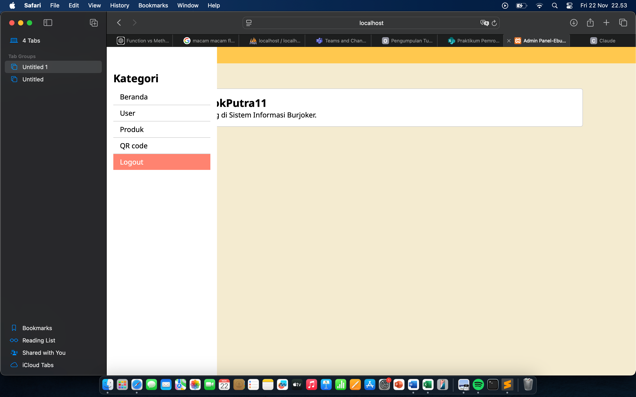 Safari File Edit View History Bookmarks Window Help
Fri 22 Nov 22.53
4 Tabs
localhost
Function vs Meth...
macam macam fl...
localhost / localh...
Teams and Chan...
Pengumpulan Tu...
Praktikum Pemro...
Admin Panel-Ebu...
Claude
Tab Groups
Untitled 1
Untitled
Kategori
Beranda
User
Produk
QR code
Logout
okPutra11
g di Sistem Informasi Burjoker.
Bookmarks
Reading List
Shared with You
iCloud Tabs